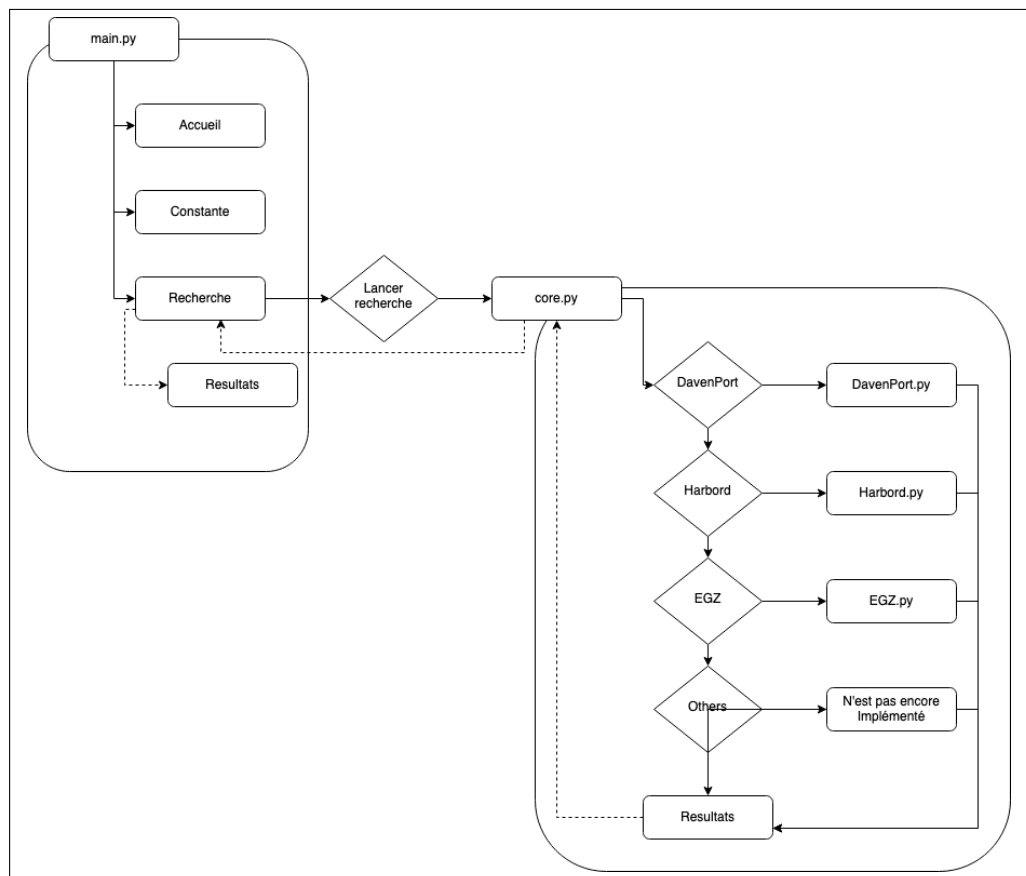 main.py
Accueil
Constante
Recherche
Resultats
Lancer
recherche
core.py
DavenPort
DavenPort.py
Harbord
Harbord.py
EGZ
EGZ.py
Others
N'est pas encore
Implémenté
Resultats